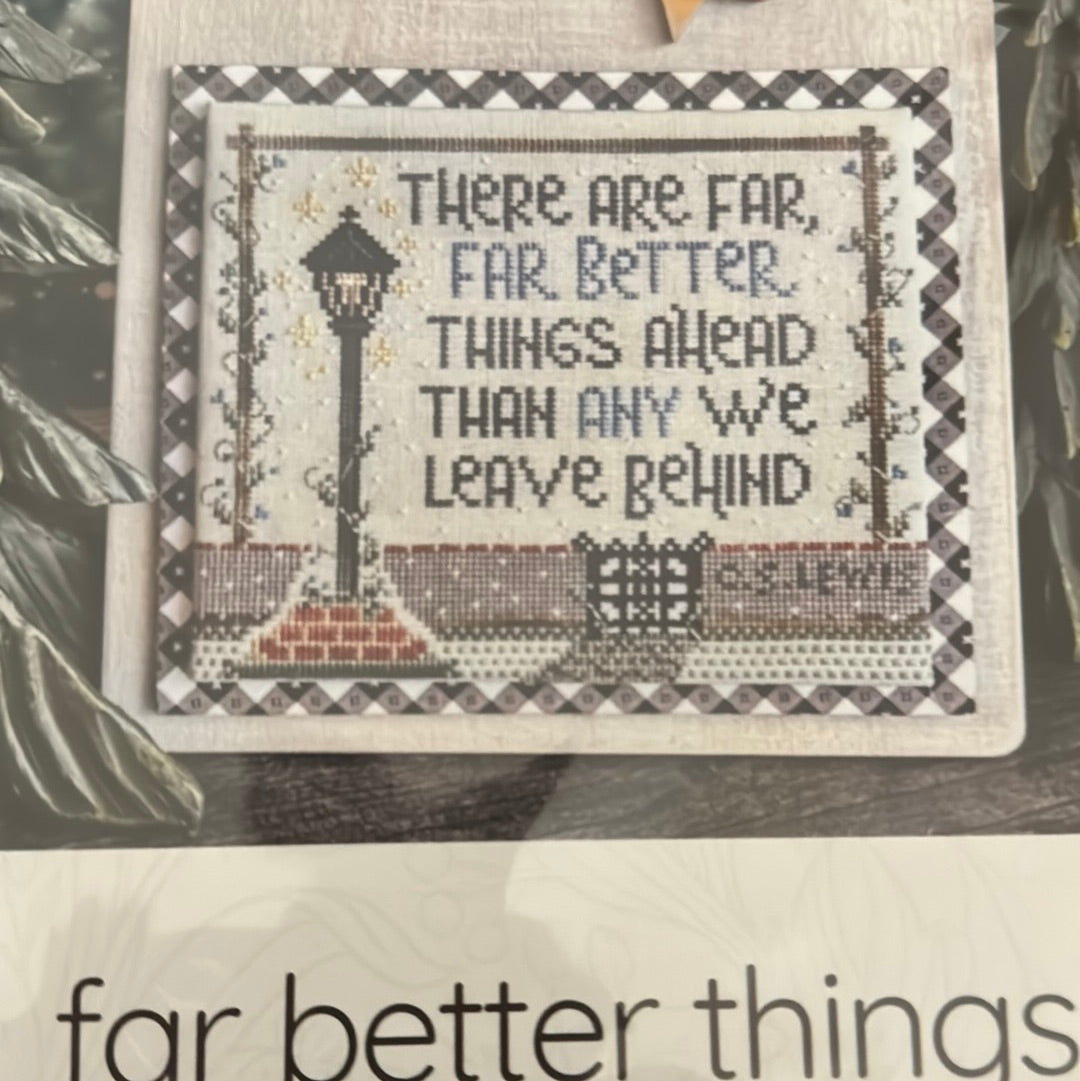 THeRe ARe FAR,
FAR BeTTeR
THINGS AHeAD
THAN ANY We
LeAVe BeHIND
C.S. LEWIS
far better things